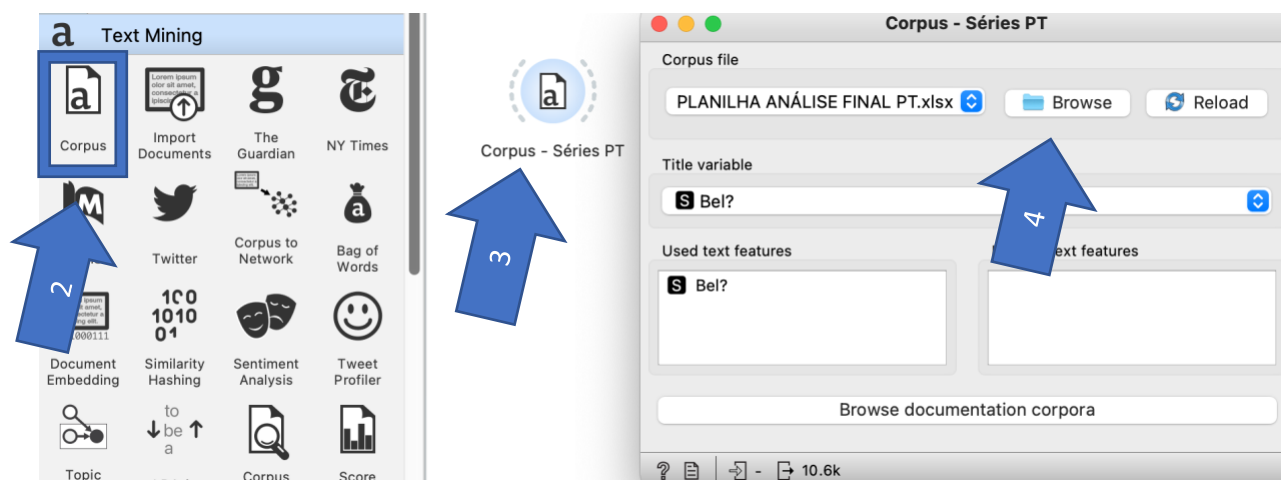 a Text Mining
Lorem ipsum
olor sit amet,
consectetur a
a
g
Corpus
Import
Documents
The
Guardian
NY Times
M
a
2
Twitter
Corpus to
Network
Bag of
Words
1C0
1010
01
Document
Embedding
Similarity
Hashing
Sentiment
Analysis
Tweet
Profiler
to
be
a
Topic
Corpus
Score
a
Corpus - Séries PT
3
Corpus - Séries PT
Corpus file
PLANILHA ANÁLISE FINAL PT.xlsx
Browse
Reload
Title variable
S Bel?
4
Used text features
ext features
S Bel?
Browse documentation corpora
? - 10.6k